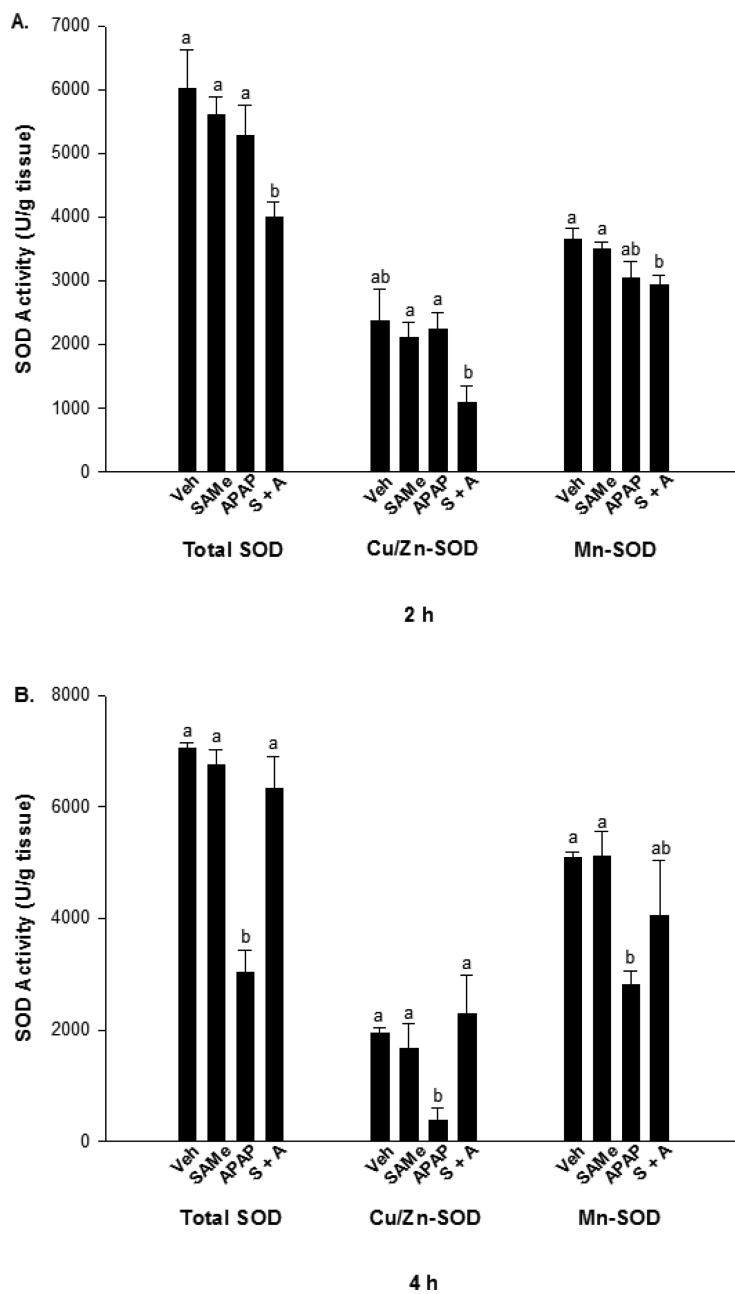 A.
7000
6000
5000
4000
3000
2000
1000
0
SOD Activity (U/g tissue)
a a a b
ab a a b
a a ab b
Veh SAMe APAP S + A
Veh SAMe APAP S + A
Veh SAMe APAP S + A
Total SOD Cu/Zn-SOD Mn-SOD
2 h
B.
8000
6000
4000
2000
0
SOD Activity (U/g tissue)
a a b a
a a b a
a a b ab
Veh SAMe APAP S + A
Veh SAMe APAP S + A
Veh SAMe APAP S + A
Total SOD Cu/Zn-SOD Mn-SOD
4 h